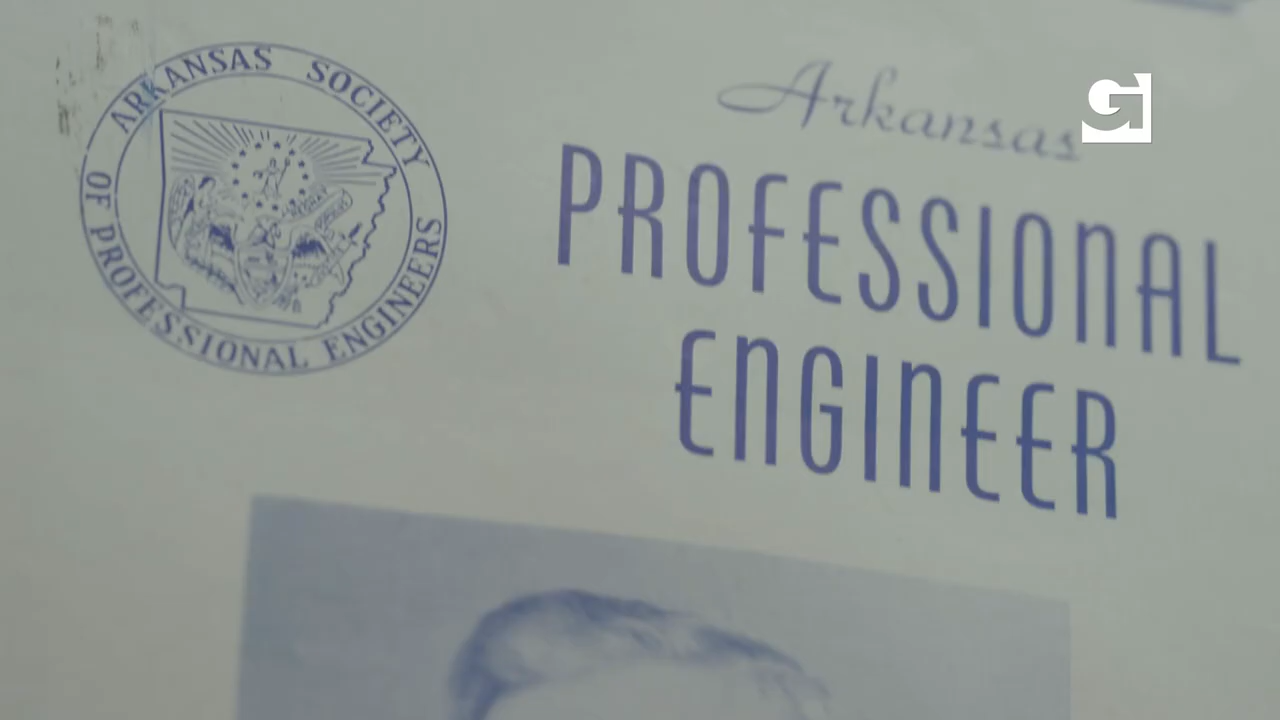 ARKANSAS SOCIETY
OF PROFESSIONAL ENGINEERS
Arkansas
PROFESSIONAL
ENGINEER
G